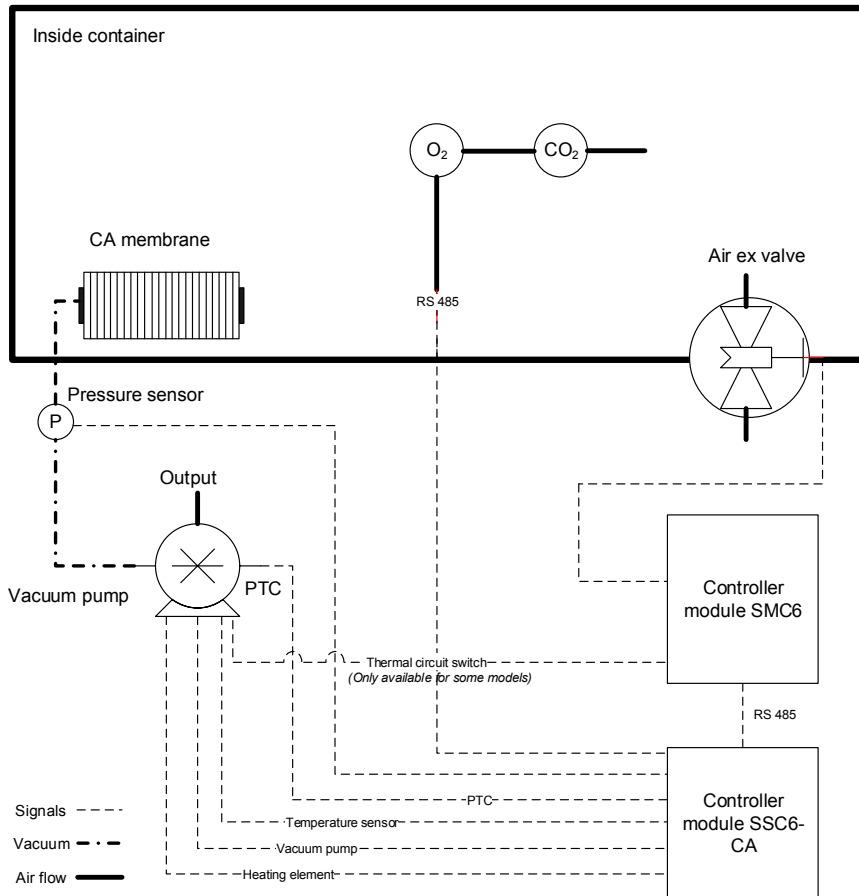 Inside container
O2
CO2
CA membrane
Air ex valve
RS 485
Pressure sensor
P
Output
Vacuum pump
PTC
Controller
module SMC6
Thermal circuit switch
(Only available for some models)
RS 485
Controller
module SSC6-
CA
PTC
Temperature sensor
Vacuum pump
Heating element
Signals
Vacuum
Air flow